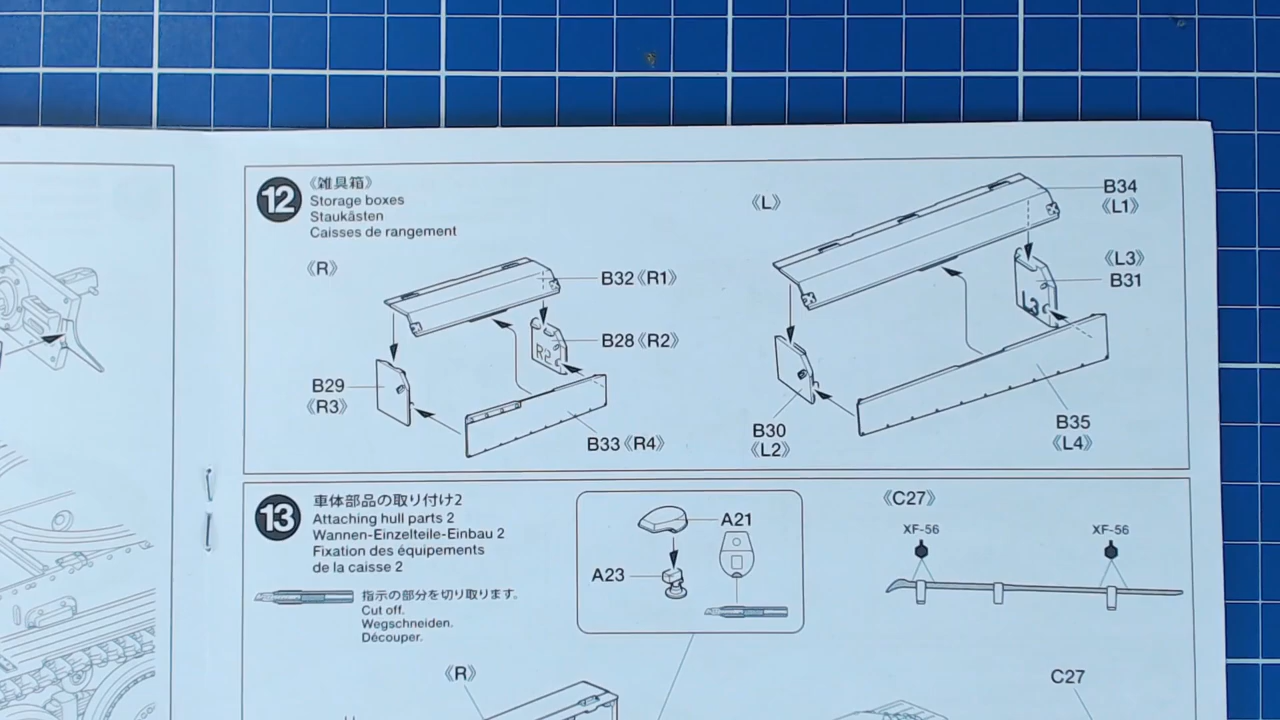 12
《雑具箱》
Storage boxes
Staukästen
Caisses de rangement
《R》
B32《R1》
B28《R2》
R2
B29
《R3》
B33《R4》
《L》
B34
《L1》
《L3》
B31
L3
B30
《L2》
B35
《L4》
13
車体部品の取り付け2
Attaching hull parts 2
Wannen-Einzelteile-Einbau 2
Fixation des équipements
de la caisse 2
指示の部分を切り取ります。
Cut off.
Wegschneiden.
Découper.
A21
A23
《C27》
XF-56
XF-56
《R》
C27